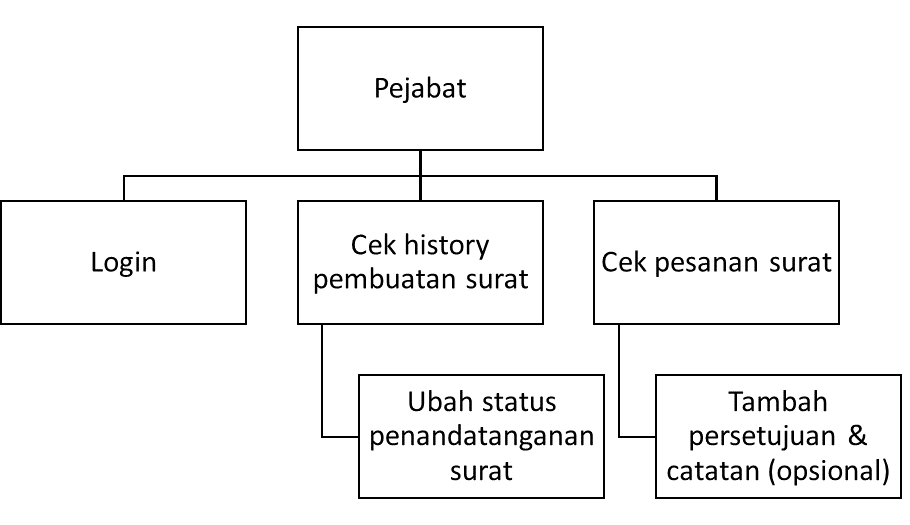 Pejabat
Login
Cek history
pembuatan surat
Cek pesanan surat
Ubah status
penandatanganan
surat
Tambah
persetujuan &
catatan (opsional)